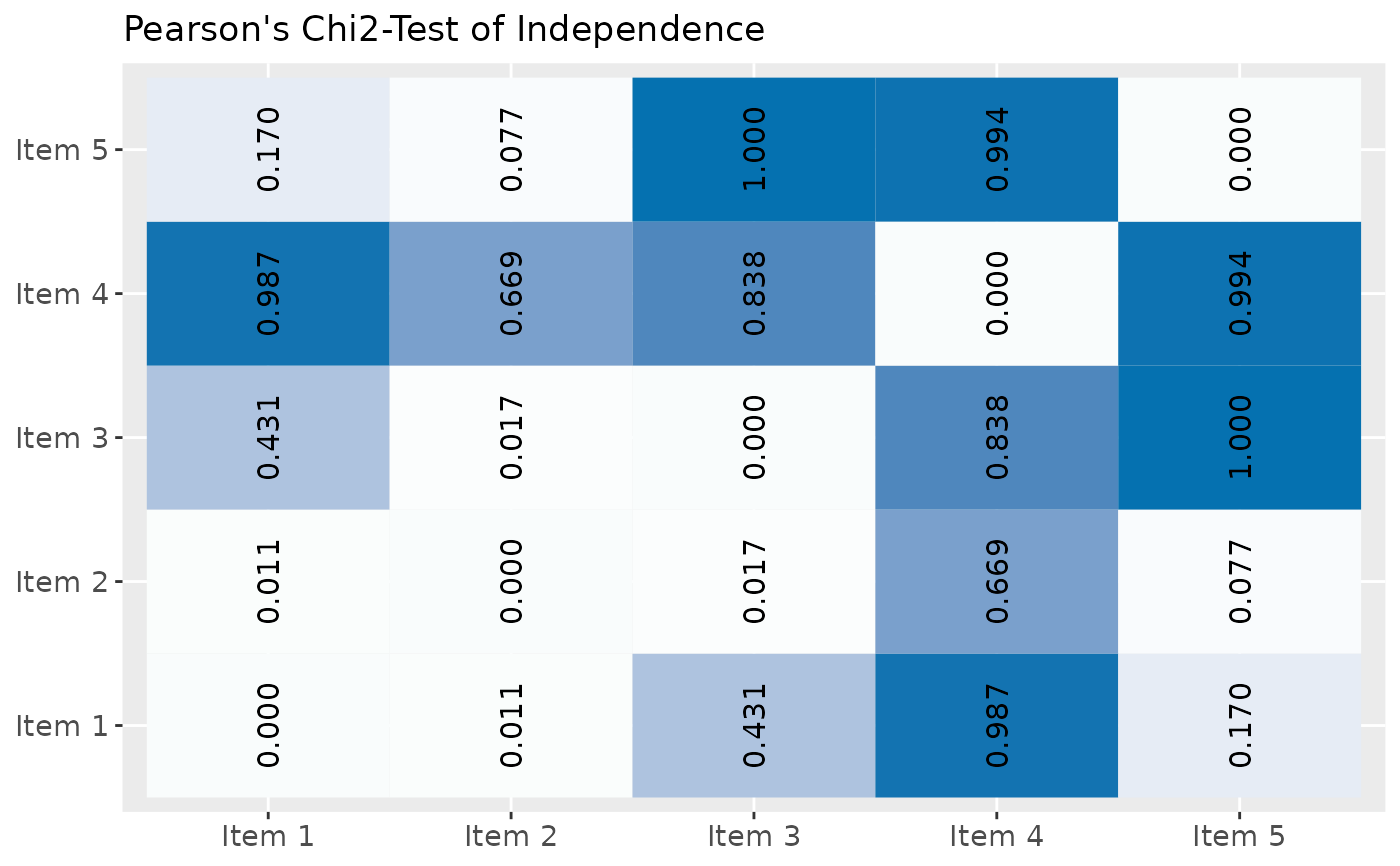 Pearson's Chi2-Test of Independence
Item 5 0.170 0.077 1.000 0.994 0.000
Item 4 0.987 0.669 0.838 0.000 0.994
Item 3 0.431 0.017 0.000 0.838 1.000
Item 2 0.011 0.000 0.017 0.669 0.077
Item 1 0.000 0.011 0.431 0.987 0.170
Item 1 Item 2 Item 3 Item 4 Item 5